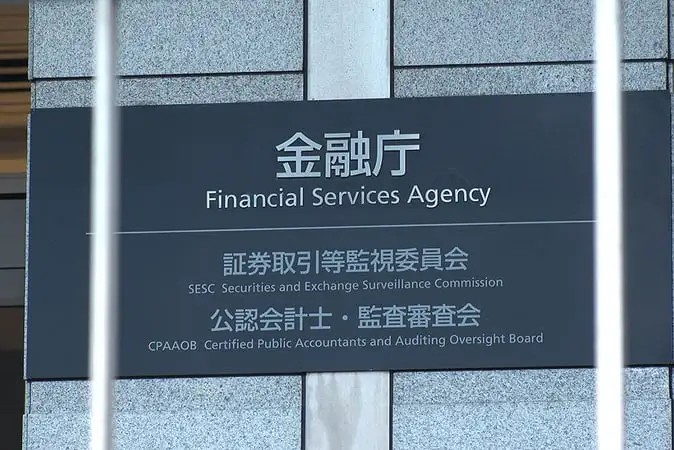 金融庁
Financial Services Agency
証券取引等監視委員会
SESC Securities and Exchange Surveillance Commission
公認会計士・監査審査会
CPAAOB Certified Public Accountants and Auditing Oversight Board